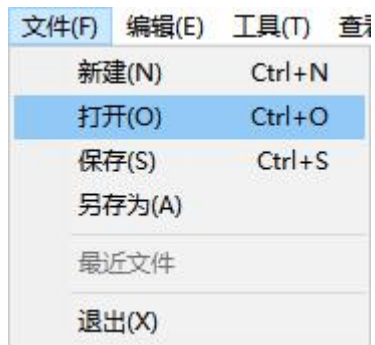 文件(F) 编辑(E) 工具(T) 查
新建(N) Ctrl+N
打开(O) Ctrl+O
保存(S) Ctrl+S
另存为(A)
最近文件
退出(X)